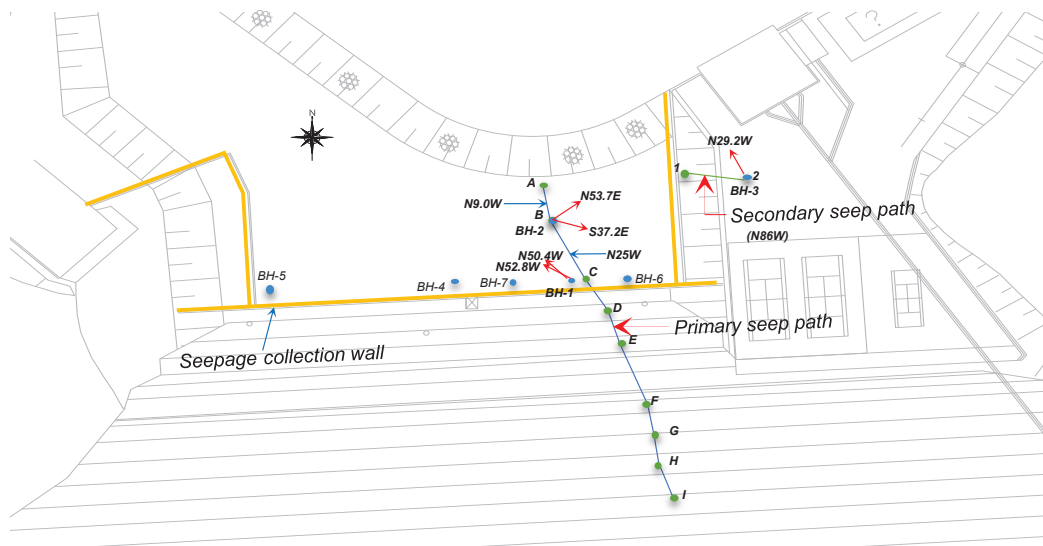 ?
N
N29.2W
1
2
BH-3
A
N53.7E
N9.0W
B
BH-2
Secondary seep path
(N86W)
S37.2E
N50.4W
N25W
N52.8W
C
BH-5
BH-4
BH-7
BH-1
BH-6
D
Primary seep path
E
Seepage collection wall
F
G
H
I